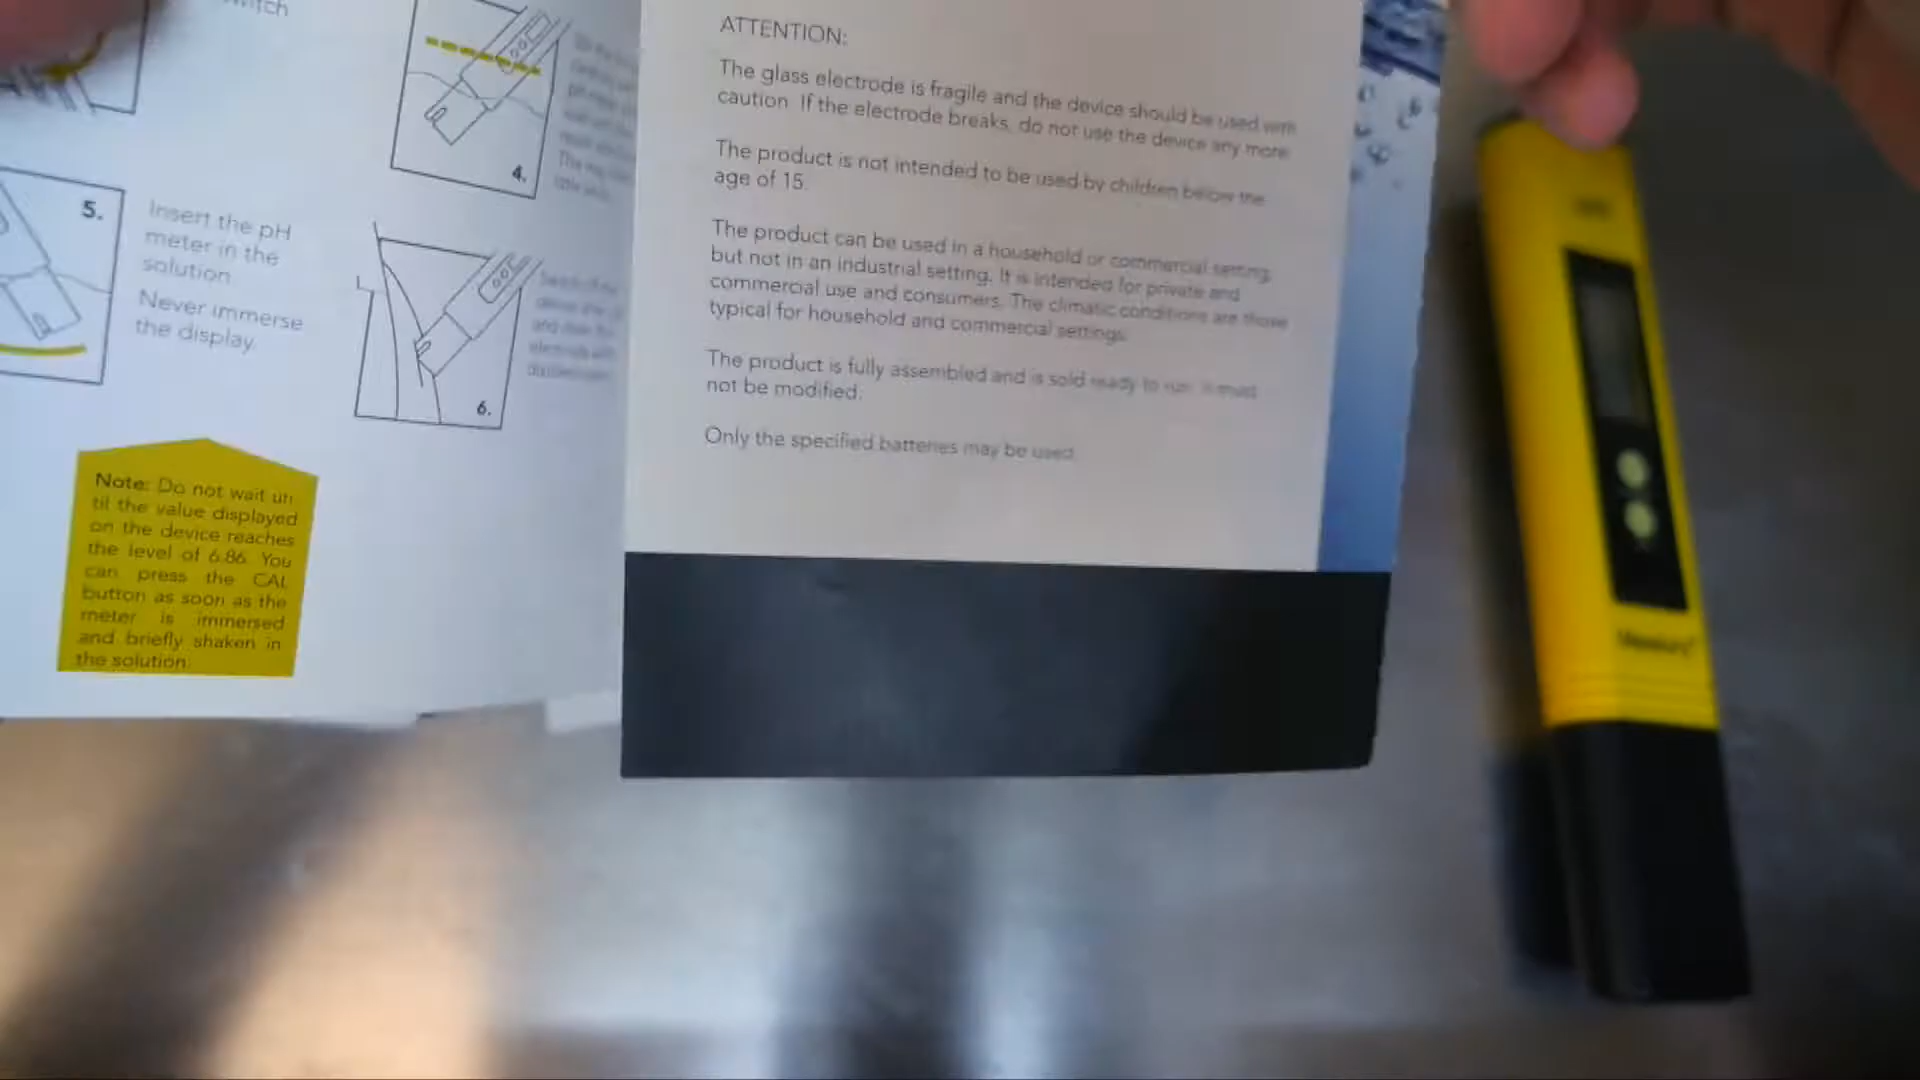 4.
5.
Insert the pH
meter in the
solution
Never immerse
the display.
6.
Note: Do not wait un
til the value displayed
on the device reaches
the level of 6.86. You
can press the CAL
button as soon as the
meter is immersed
and briefly shaken in
the solution.
ATTENTION:
The glass electrode is fragile and the device should be used with
caution. If the electrode breaks, do not use the device any more.
The product is not intended to be used by children below the
age of 15.
The product can be used in a household or commercial setting,
but not in an industrial setting. It is intended for private and
commercial use and consumers. The climatic conditions are those
typical for household and commercial settings.
The product is fully assembled and is sold ready to run. It must
not be modified.
Only the specified batteries may be used.